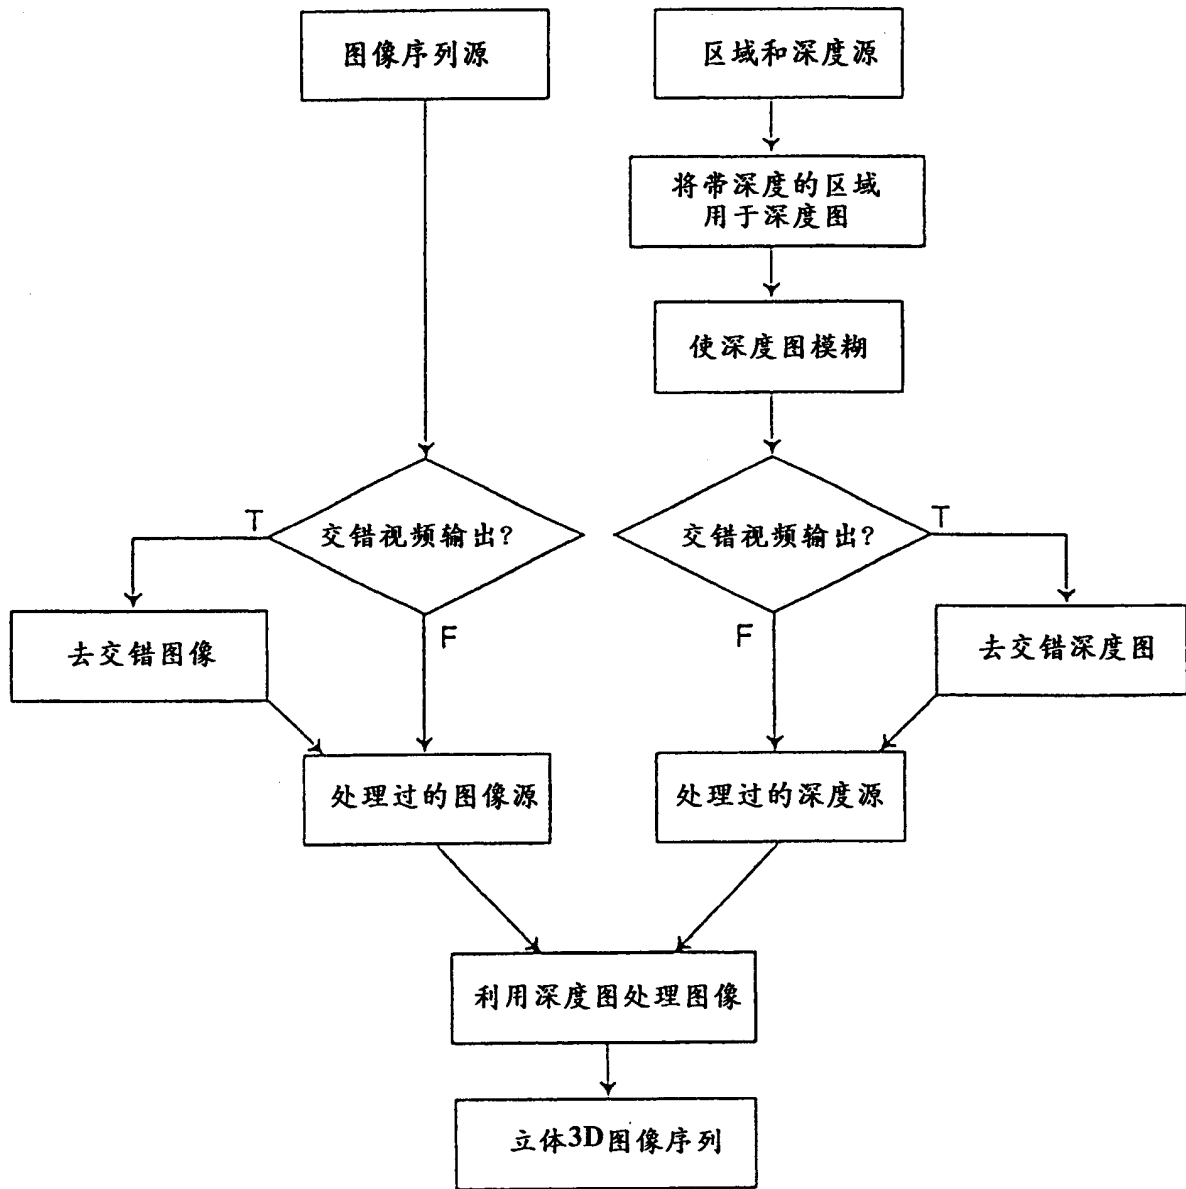 图像序列源
区域和深度源
将带深度的区域
用于深度图
使深度图模糊
交错视频输出?
交错视频输出?
T
T
F
F
去交错图像
去交错深度图
处理过的图像源
处理过的深度源
利用深度图处理图像
立体3D图像序列